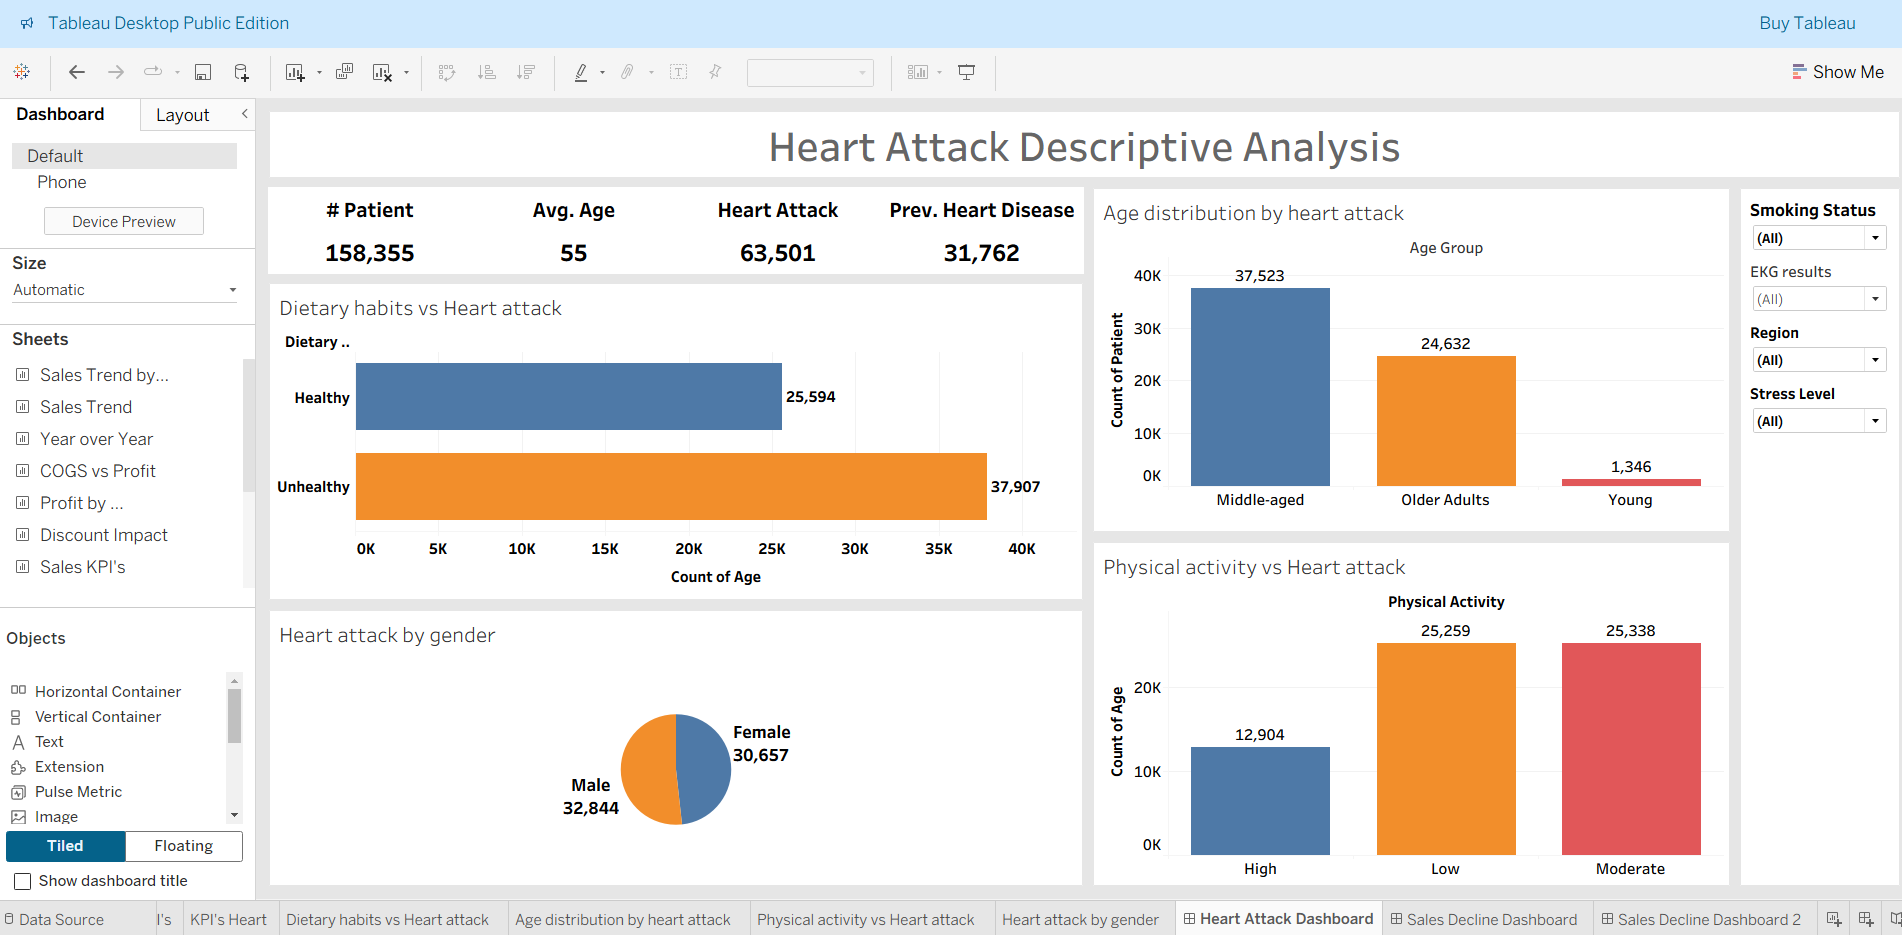 Tableau Desktop Public Edition
Buy Tableau
Show Me
Dashboard
Layout
Default
Phone
Device Preview
Size
Automatic
Sheets
Sales Trend by...
Sales Trend
Year over Year
COGS vs Profit
Profit by ...
Discount Impact
Sales KPI's
Objects
Horizontal Container
Vertical Container
Text
Extension
Pulse Metric
Image
Tiled
Floating
Show dashboard title
Heart Attack Descriptive Analysis
# Patient
Avg. Age
Heart Attack
Prev. Heart Disease
158,355
55
63,501
31,762
Dietary habits vs Heart attack
Dietary ..
Healthy
25,594
Unhealthy
37,907
0K 5K 10K 15K 20K 25K 30K 35K 40K
Count of Age
Heart attack by gender
Female
30,657
Male
32,844
Age distribution by heart attack
Age Group
Count of Patient
40K
30K
20K
10K
0K
37,523
24,632
1,346
Middle-aged
Older Adults
Young
Physical activity vs Heart attack
Physical Activity
Count of Age
20K
10K
0K
12,904
25,259
25,338
High
Low
Moderate
Smoking Status
(All)
EKG results
(All)
Region
(All)
Stress Level
(All)
Data Source
I's
KPI's Heart
Dietary habits vs Heart attack
Age distribution by heart attack
Physical activity vs Heart attack
Heart attack by gender
Heart Attack Dashboard
Sales Decline Dashboard
Sales Decline Dashboard 2